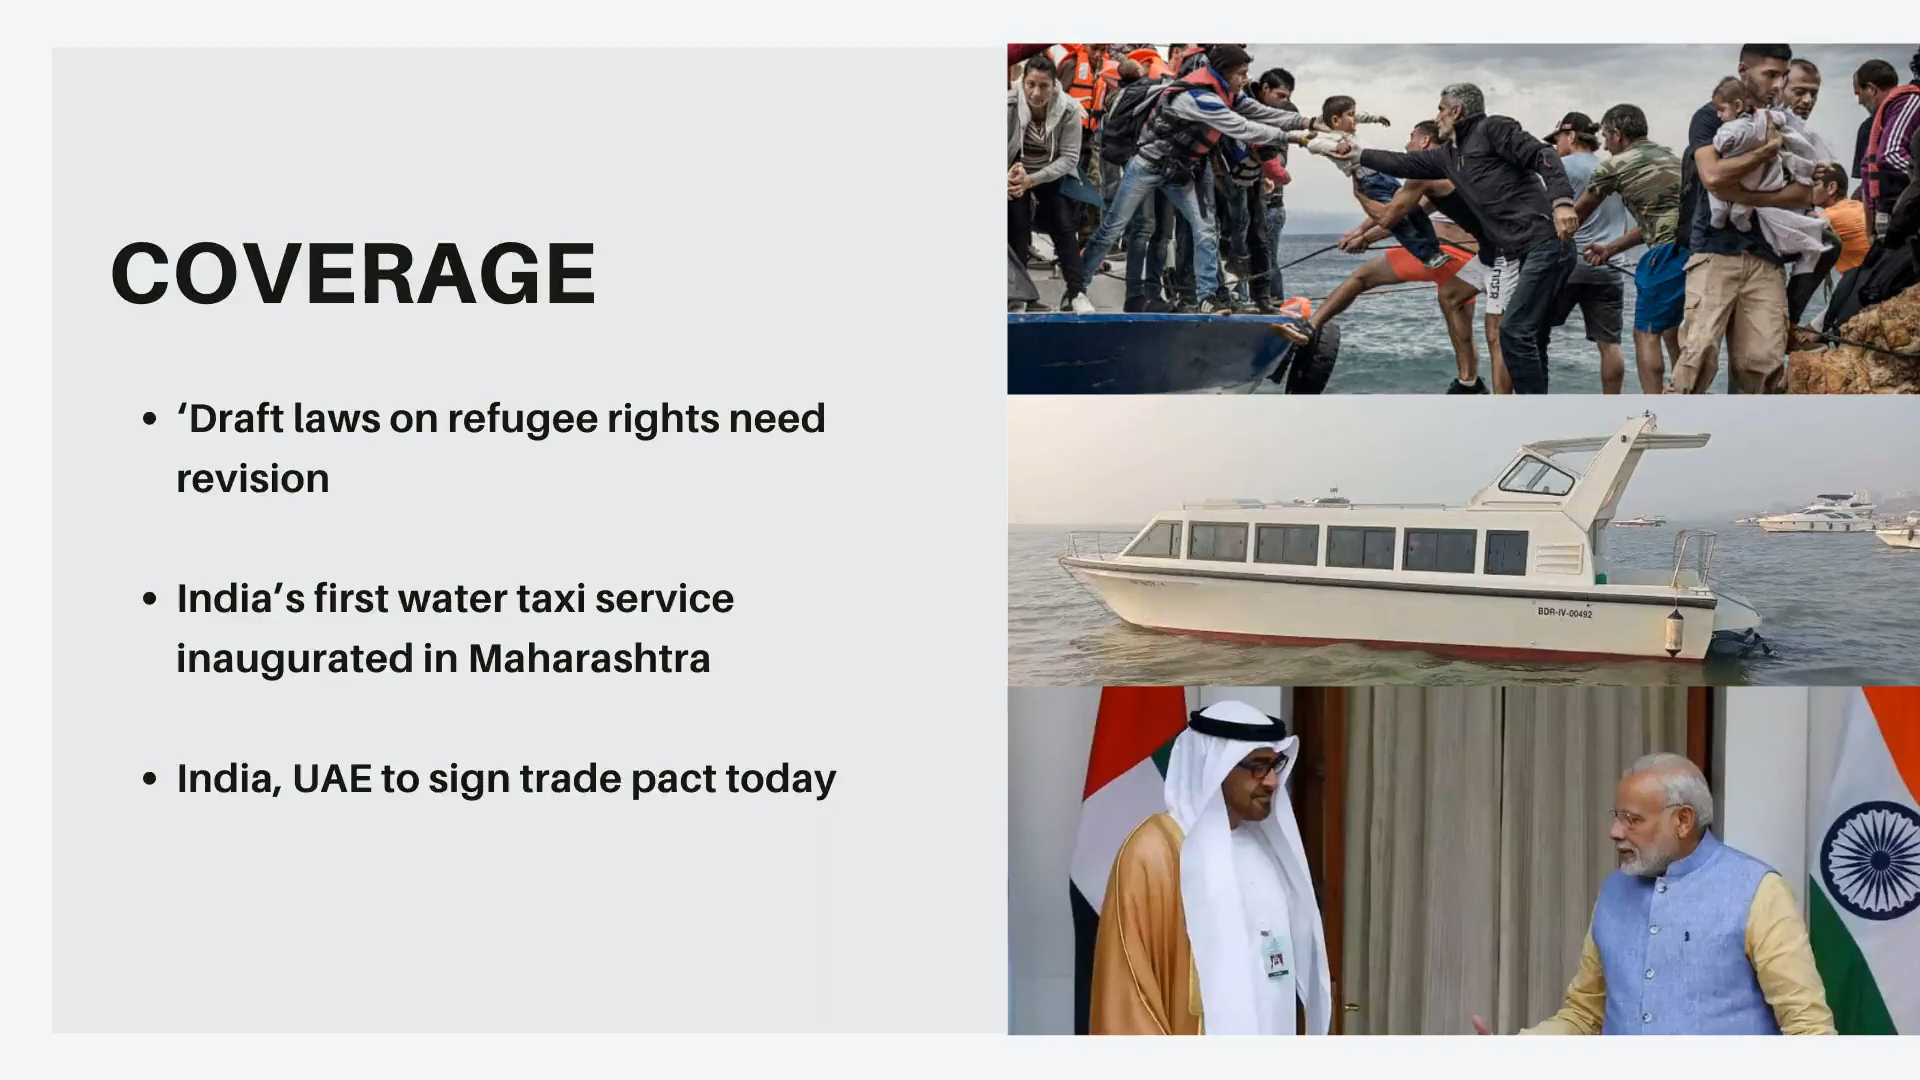 COVERAGE
• ‘Draft laws on refugee rights need
revision
• India’s first water taxi service
inaugurated in Maharashtra
• India, UAE to sign trade pact today
BDR-IV-00492